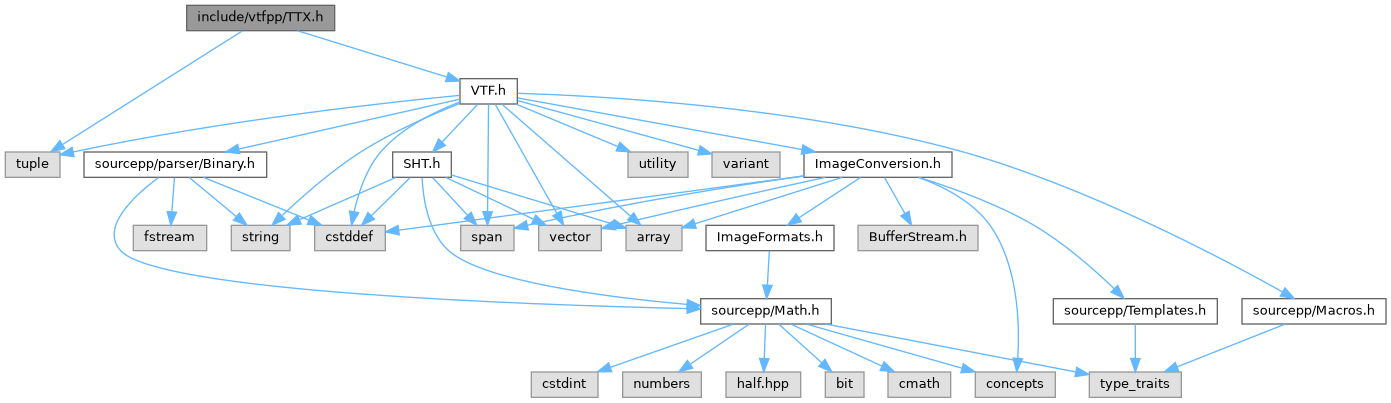 include/vtfpp/TTX.h
VTF.h
tuple
sourcepp/parser/Binary.h
SHT.h
utility
variant
ImageConversion.h
fstream
string
cstddef
span
vector
array
ImageFormats.h
BufferStream.h
sourcepp/Math.h
sourcepp/Templates.h
sourcepp/Macros.h
cstdint
numbers
half.hpp
bit
cmath
concepts
type_traits